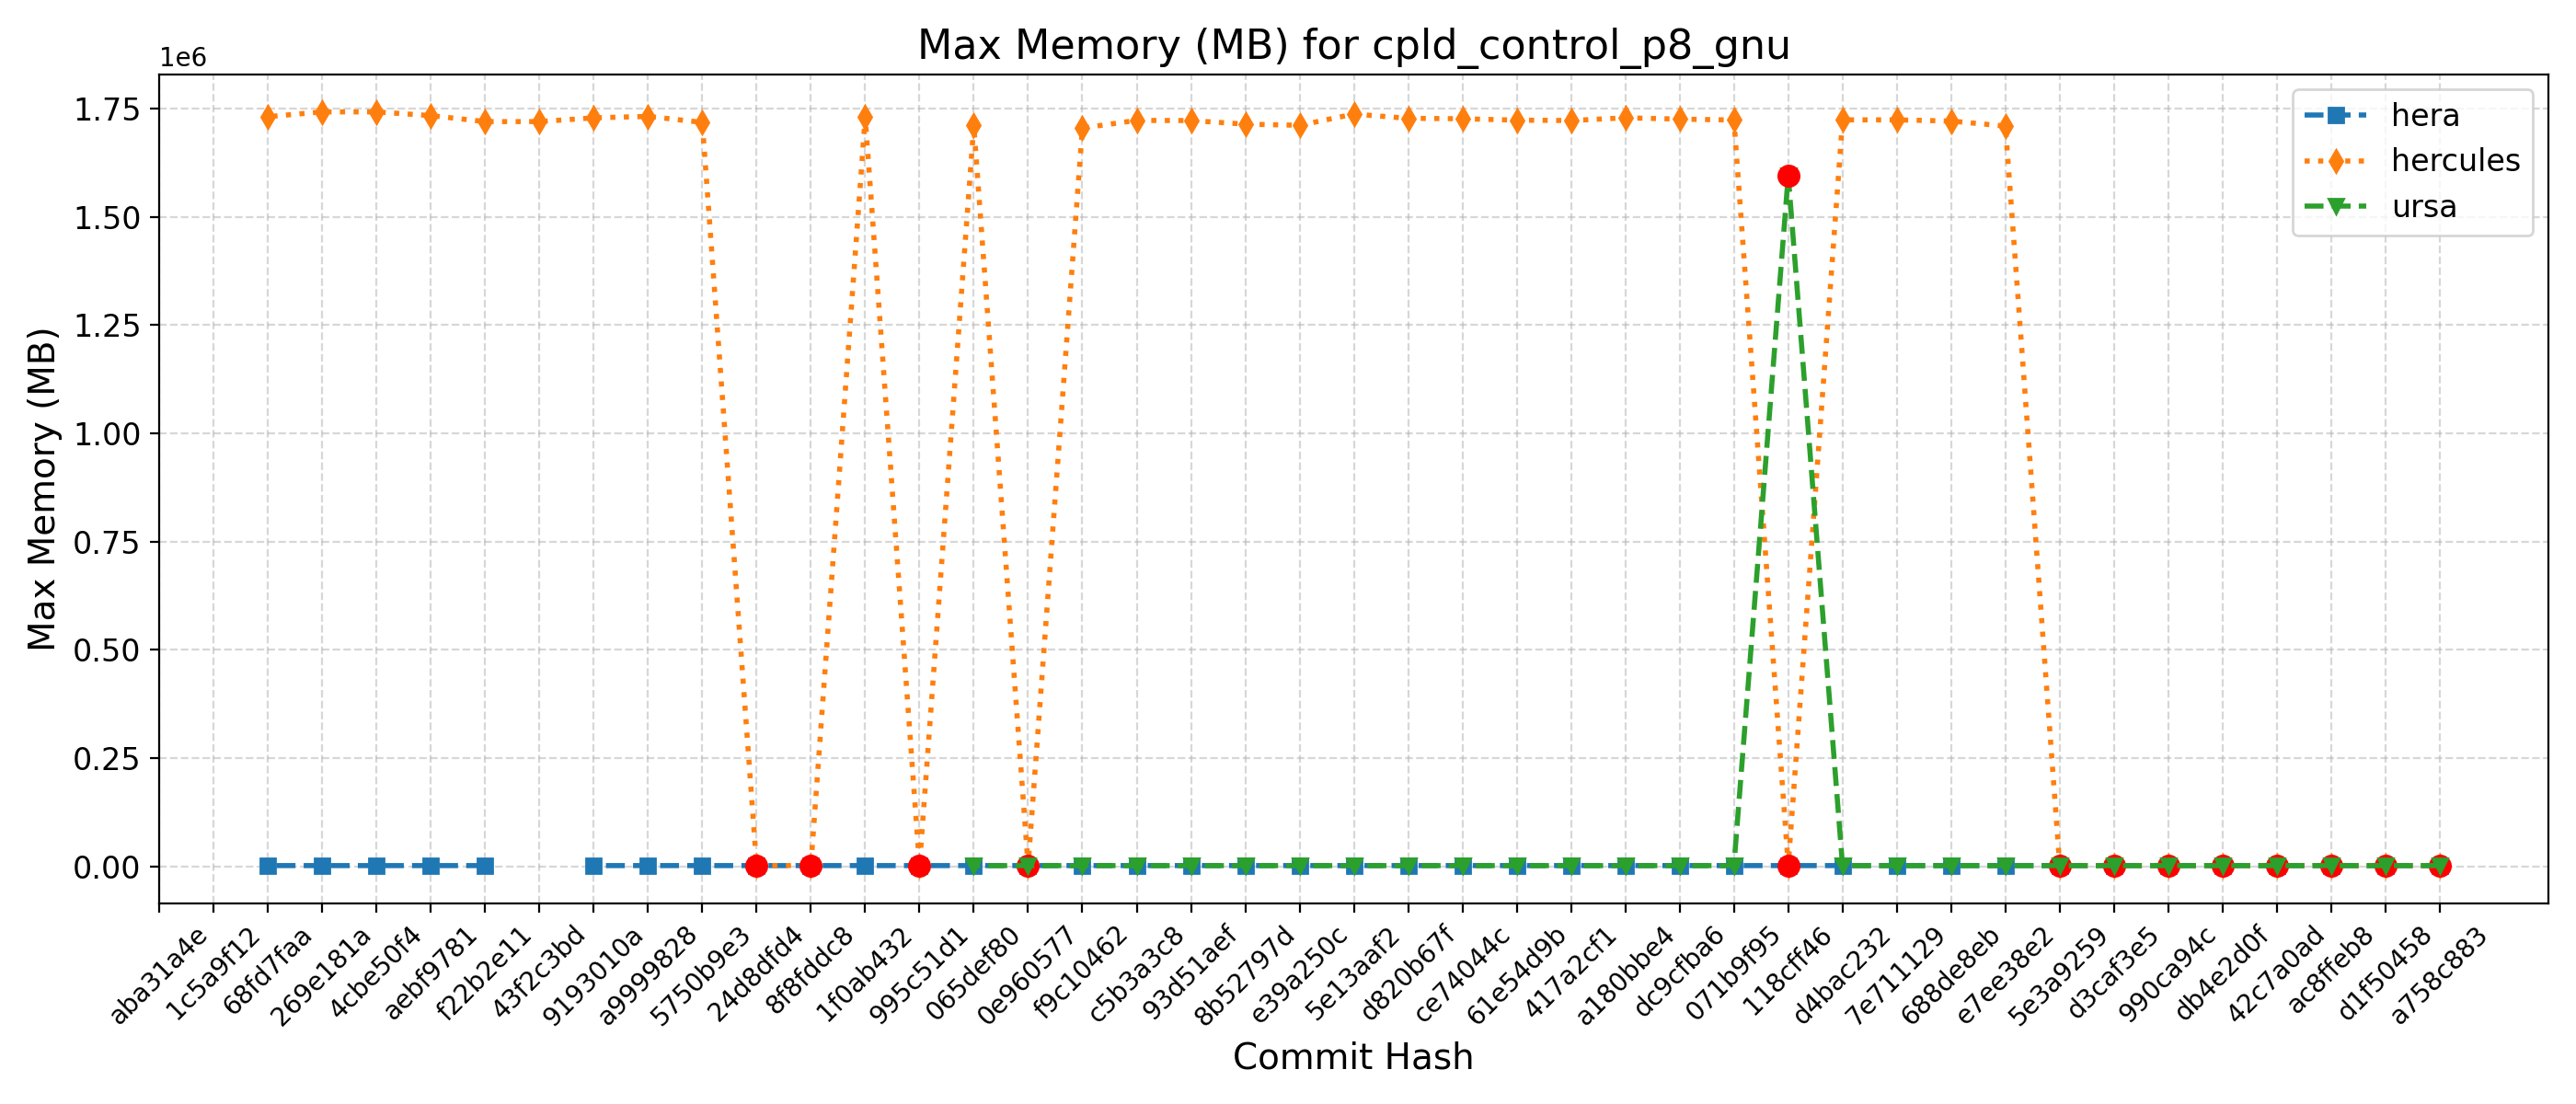 Max Memory (MB) for cpld_control_p8_gnu
1e6
1.75
1.50
1.25
1.00
0.75
0.50
0.25
0.00
Max Memory (MB)
hera
hercules
ursa
aba31a4e
1c5a9f12
68fd7faa
269e181a
4cbe50f4
aebf9781
f22b2e11
43f2c3bd
9193010a
a9999828
5750b9e3
24d8dfd4
8f8fddc8
1f0ab432
995c51d1
065def80
0e960577
f9c10462
c5b3a3c8
93d51aef
8b52797d
e39a250c
5e13aaf2
d820b67f
ce74044c
61e54d9b
417a2cf1
a180bbe4
dc9cfba6
071b9f95
118cff46
d4bac232
7e711129
688de8eb
e7ee38e2
5e3a9259
d3caf3e5
990ca94c
db4e2d0f
42c7a0ad
ac8ffeb8
d1f50458
a758c883
Commit Hash